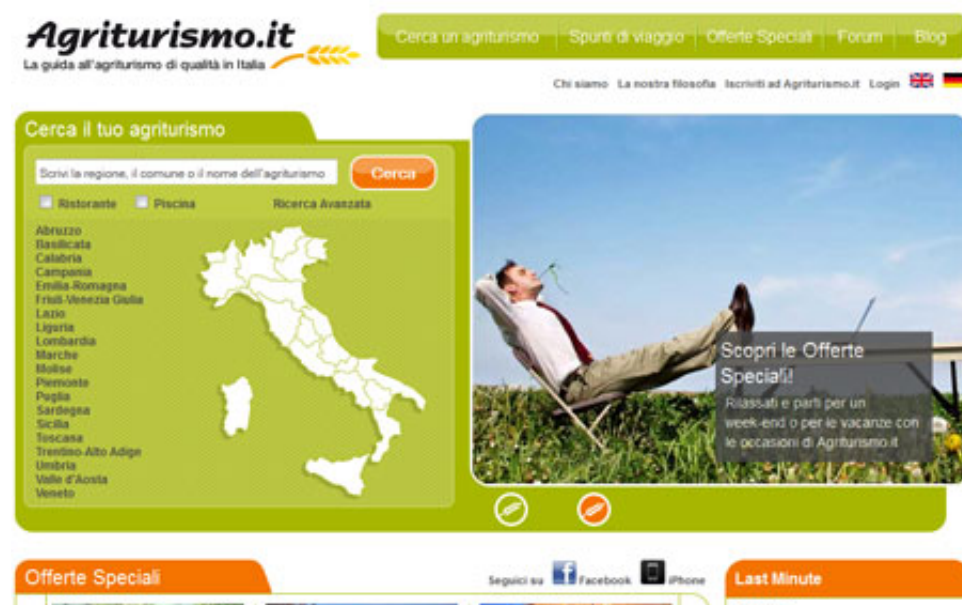 Agriturismo.it
La guida all'agriturismo di qualità in Italia
Cerca un agriturismo Spunti di viaggio Offerte Speciali Forum Blog
Chi siamo La nostra filosofia Iscriviti ad Agriturismo.it Login
Cerca il tuo agriturismo
Scrivi la regione, il comune o il nome dell'agriturismo Cerca
Ristorante Piscina Ricerca Avanzata
Abruzzo
Basilicata
Calabria
Campania
Emilia-Romagna
Friuli-Venezia Giulia
Lazio
Liguria
Lombardia
Marche
Molise
Piemonte
Puglia
Sardegna
Sicilia
Toscana
Trentino-Alto Adige
Umbria
Valle d'Aosta
Veneto
Scopri le Offerte
Speciali!
Rilassati e parti per un
week-end o per le vacanze con
le occasioni di Agriturismo.it
Offerte Speciali
Seguici su Facebook iPhone
Last Minute